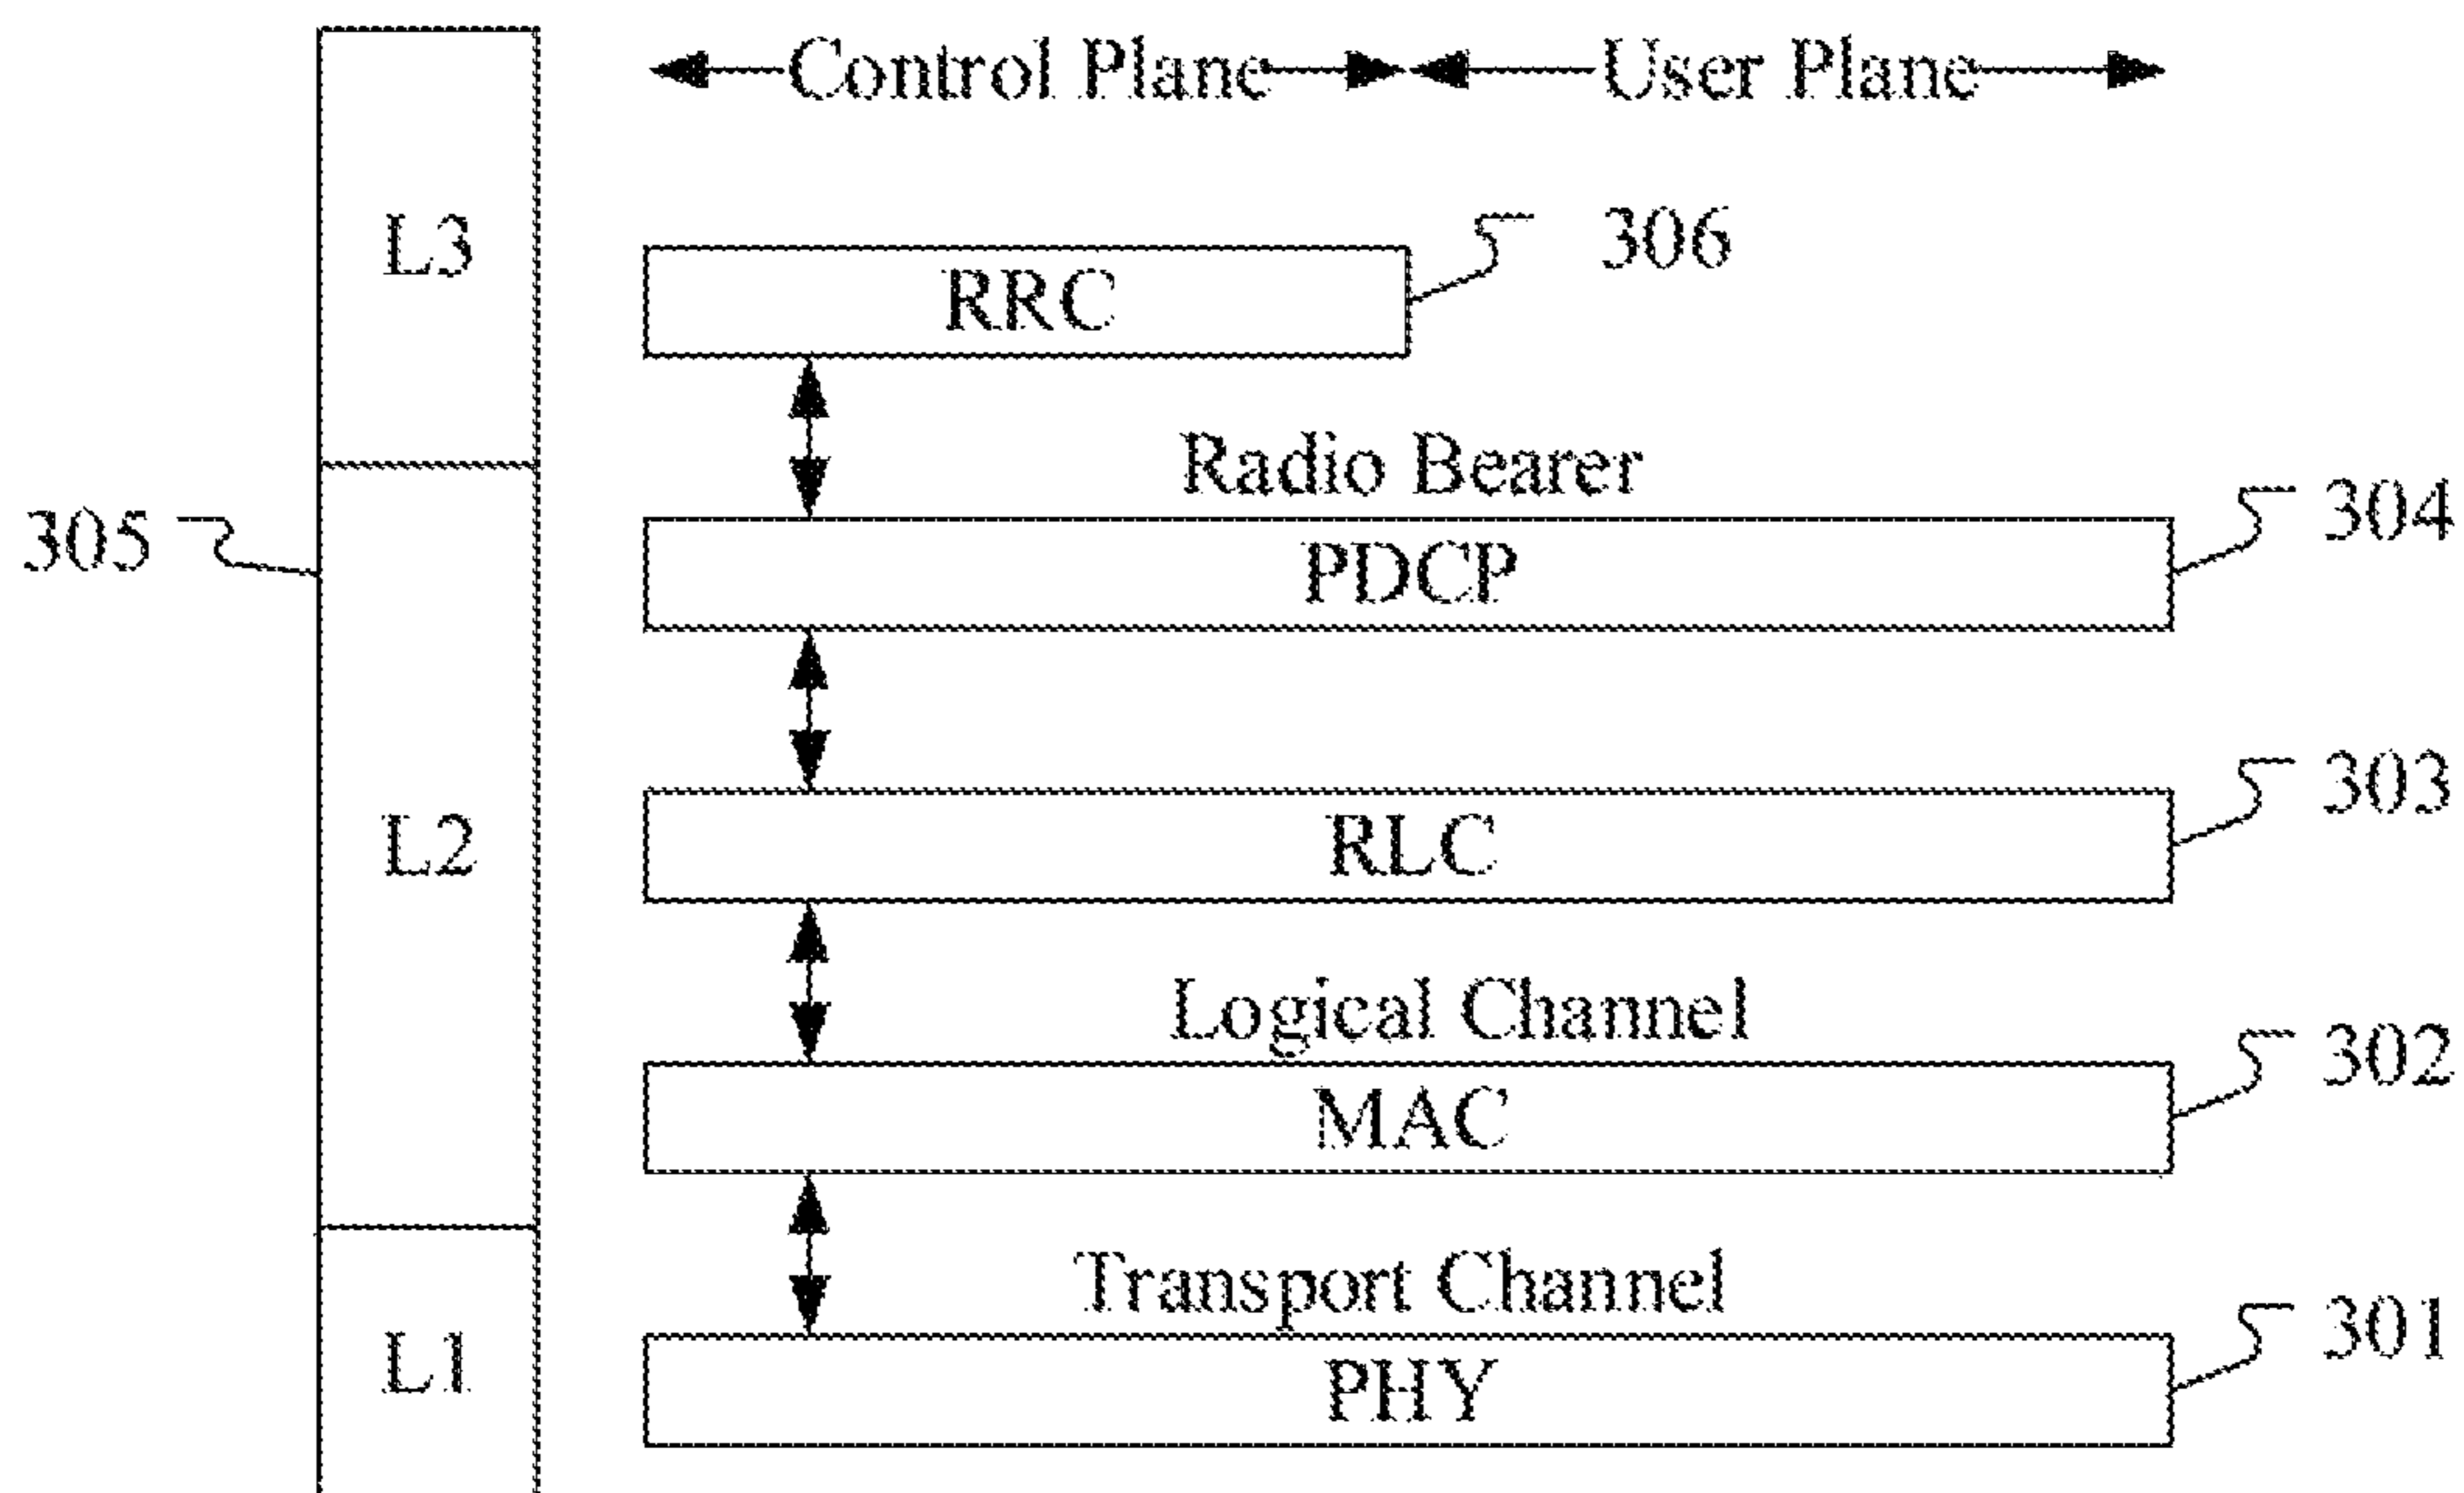 Control Plane User Plane
L3
306
RRC
Radio Bearer
305
304
PDCP
303
L2
RLC
Logical Channel
302
MAC
Transport Channel
301
L1
PHY